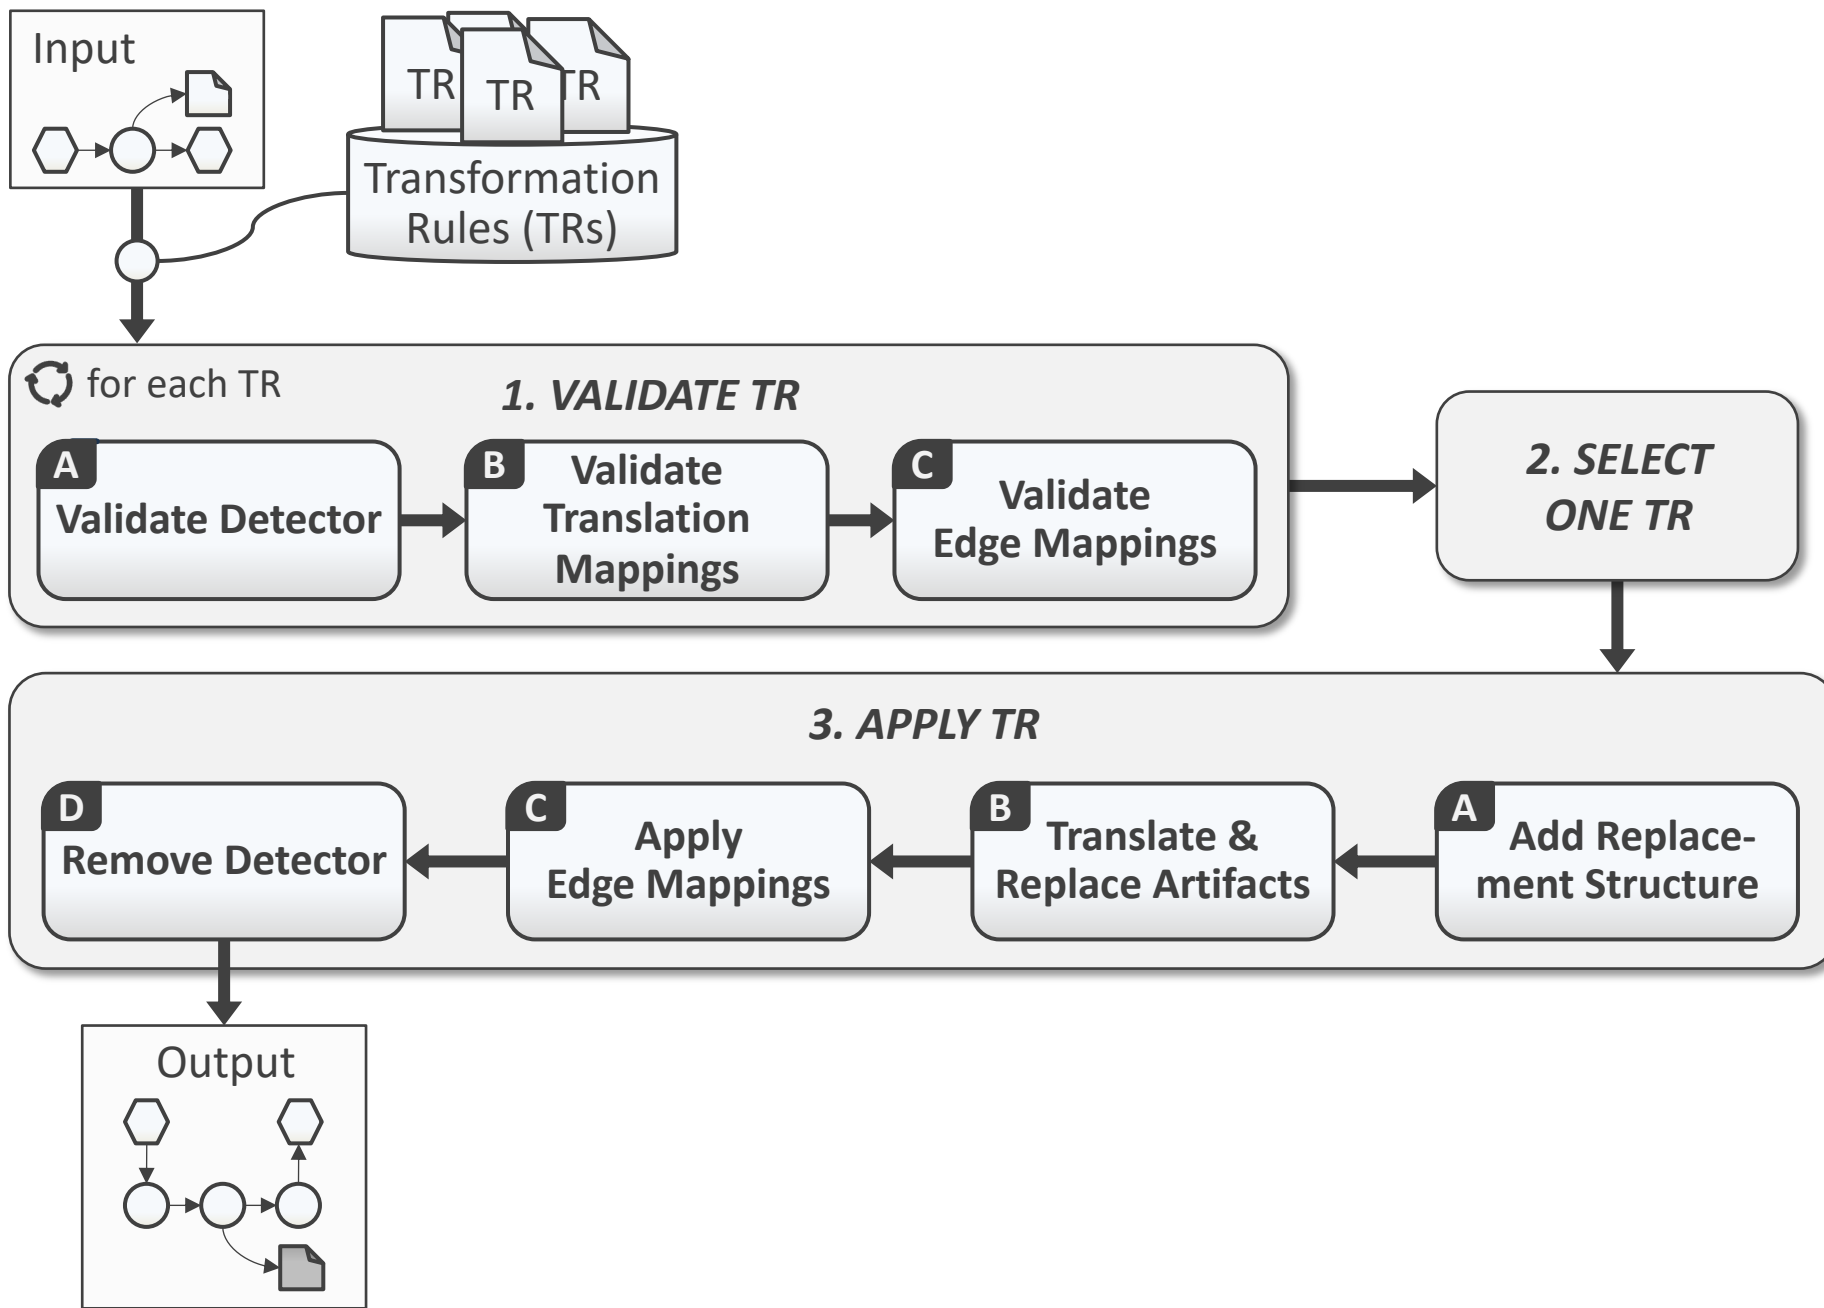 Input
TR
TR
TR
Transformation
Rules (TRs)
for each TR
1. VALIDATE TR
A
Validate Detector
B
Validate
Translation
Mappings
C
Validate
Edge Mappings
2. SELECT
ONE TR
3. APPLY TR
D
Remove Detector
C
Apply
Edge Mappings
B
Translate &
Replace Artifacts
A
Add Replace-
ment Structure
Output